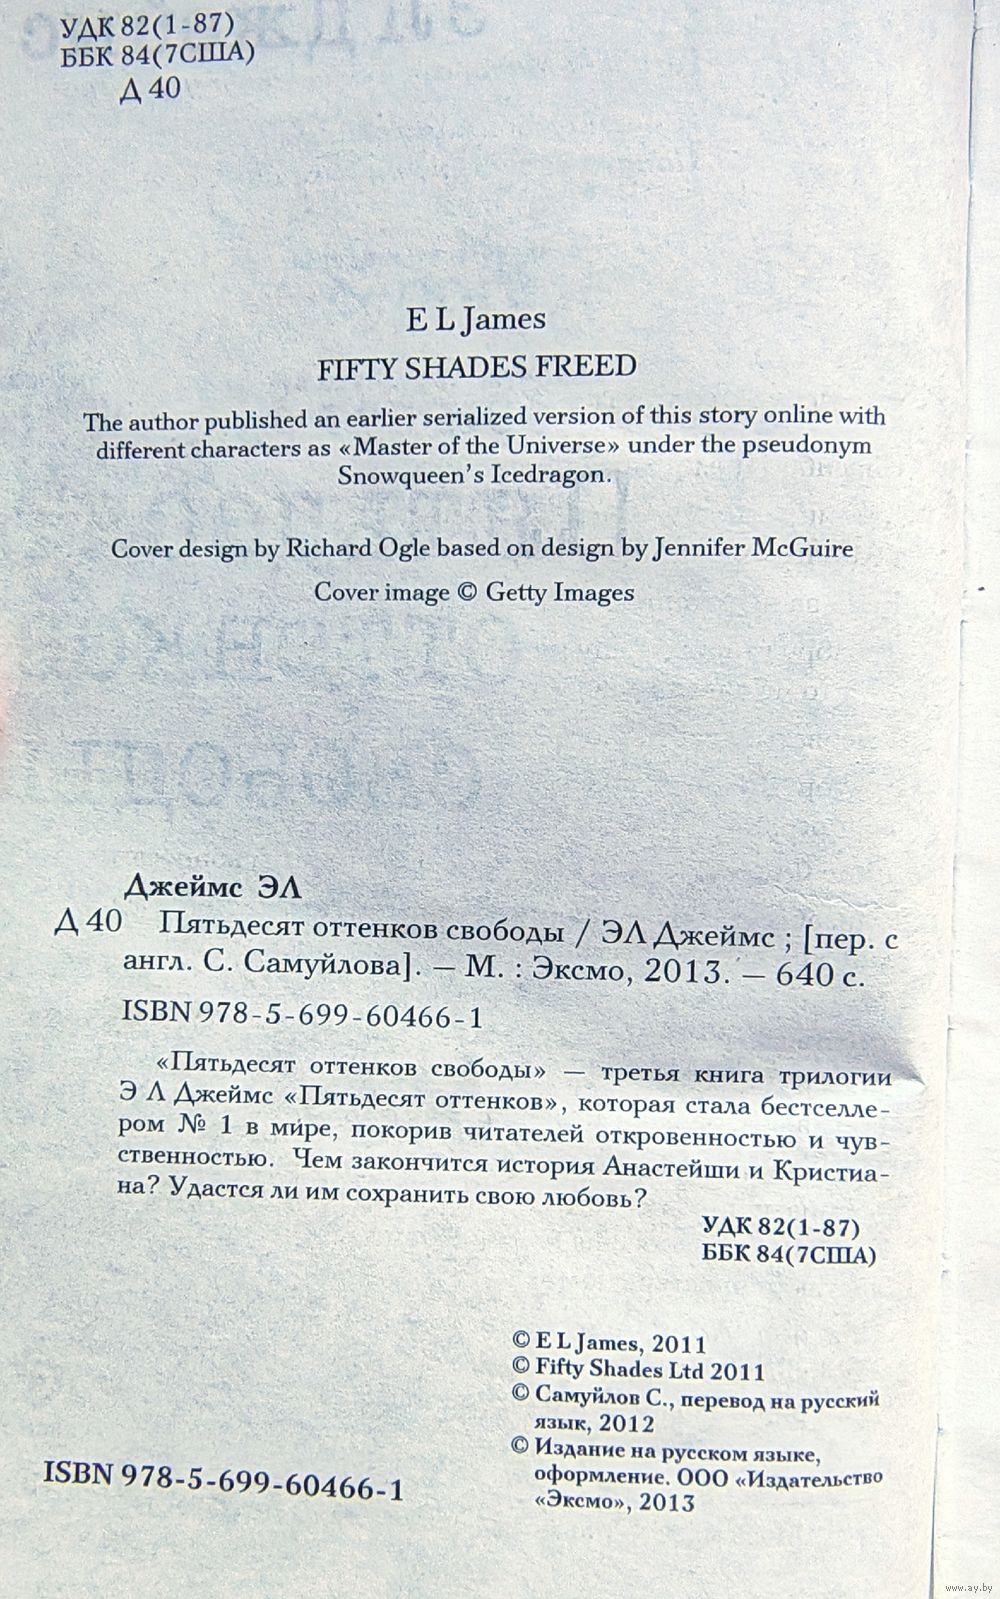 УДК 82(1-87)
ББК 84(7США)
Д 40
E L James
FIFTY SHADES FREED
The author published an earlier serialized version of this story online with
different characters as «Master of the Universe» under the pseudonym
Snowqueen's Icedragon.
Cover design by Richard Ogle based on design by Jennifer McGuire
Cover image © Getty Images
Джеймс ЭЛ
Д 40 Пятьдесят оттенков свободы / ЭЛ Джеймс ; [пер. с
англ. С. Самуйлова]. — М. : Эксмо, 2013. — 640 с.
ISBN 978-5-699-60466-1
«Пятьдесят оттенков свободы» — третья книга трилогии
Э Л Джеймс «Пятьдесят оттенков», которая стала бестселле-
ром № 1 в мире, покорив читателей откровенностью и чув-
ственностью. Чем закончится история Анастейши и Кристиа-
на? Удастся ли им сохранить свою любовь?
УДК 82(1-87)
ББК 84(7США)
© E L James, 2011
© Fifty Shades Ltd 2011
© Самуйлов С., перевод на русский
язык, 2012
© Издание на русском языке,
оформление. ООО «Издательство
«Эксмо», 2013
ISBN 978-5-699-60466-1
www.ay.by